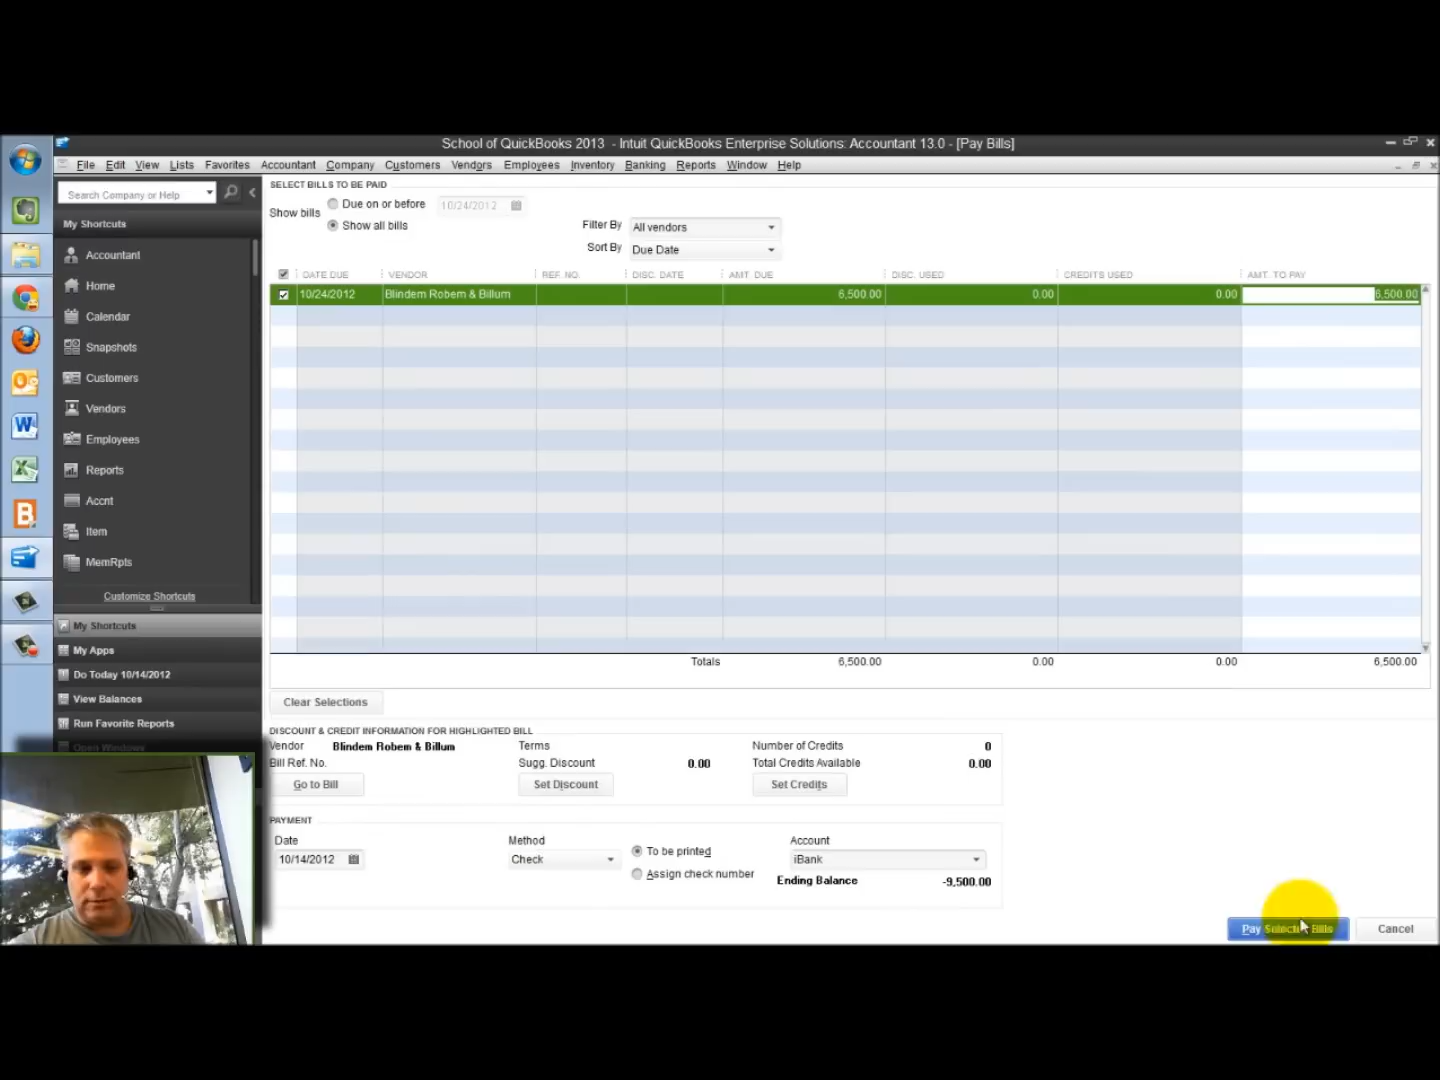 School of QuickBooks 2013 - Intuit QuickBooks Enterprise Solutions: Accountant 13.0 - [Pay Bills]
File Edit View Lists Favorites Accountant Company Customers Vendors Employees Inventory Banking Reports Window Help
Search Company or Help
My Shortcuts
Accountant
Home
Calendar
Snapshots
Customers
Vendors
Employees
Reports
Accnt
Item
MemRpts
Customize Shortcuts
My Shortcuts
My Apps
Do Today 10/14/2012
View Balances
Run Favorite Reports
Open Windows
SELECT BILLS TO BE PAID
Show bills
Due on or before 10/24/2012
Show all bills
Filter By All vendors
Sort By Due Date
DATE DUE VENDOR REF. NO. DISC. DATE AMT. DUE DISC. USED CREDITS USED AMT. TO PAY
10/24/2012 Blindem Robem & Billum 6,500.00 0.00 0.00 6,500.00
Totals 6,500.00 0.00 0.00 6,500.00
Clear Selections
DISCOUNT & CREDIT INFORMATION FOR HIGHLIGHTED BILL
Vendor Blindem Robem & Billum Terms Number of Credits 0
Bill Ref. No. Sugg. Discount 0.00 Total Credits Available 0.00
Go to Bill Set Discount Set Credits
PAYMENT
Date Method Account
10/14/2012 Check To be printed iBank
Assign check number Ending Balance -9,500.00
Pay Selected Bills Cancel